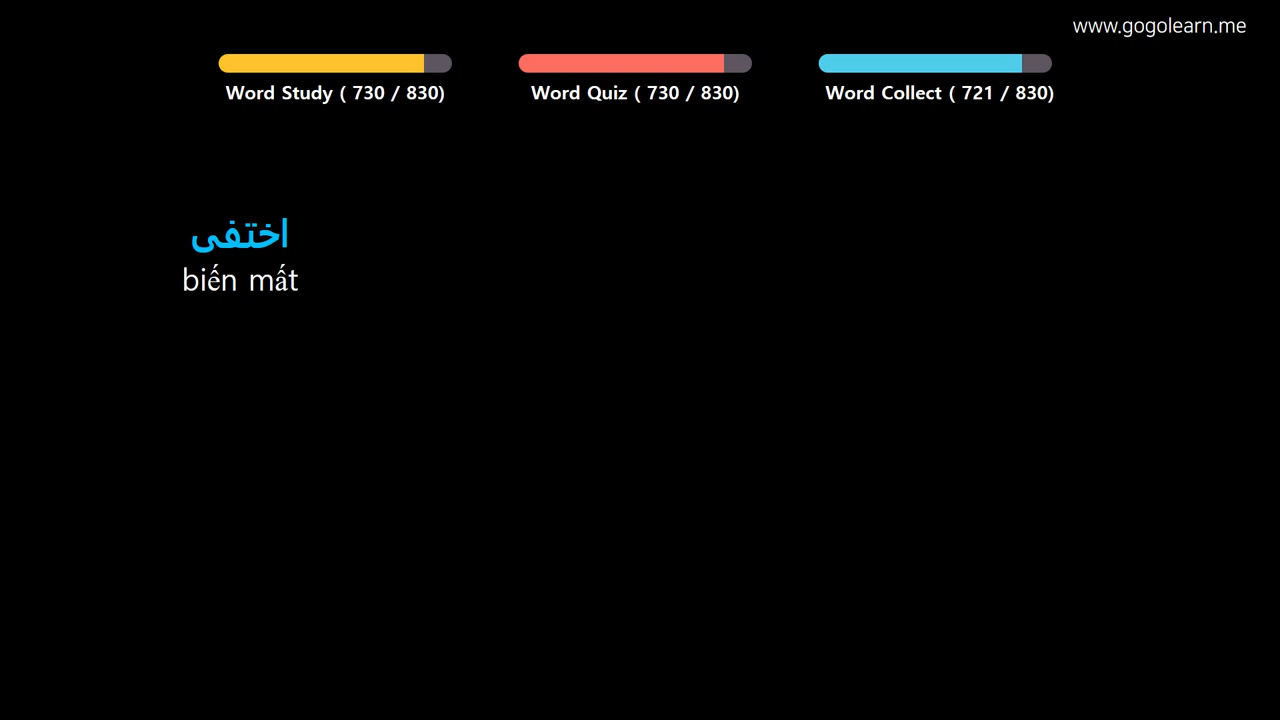 www.gogolearn.me
Word Study ( 730 / 830)
Word Quiz ( 730 / 830)
Word Collect ( 721 / 830)
اختفى
biến mất